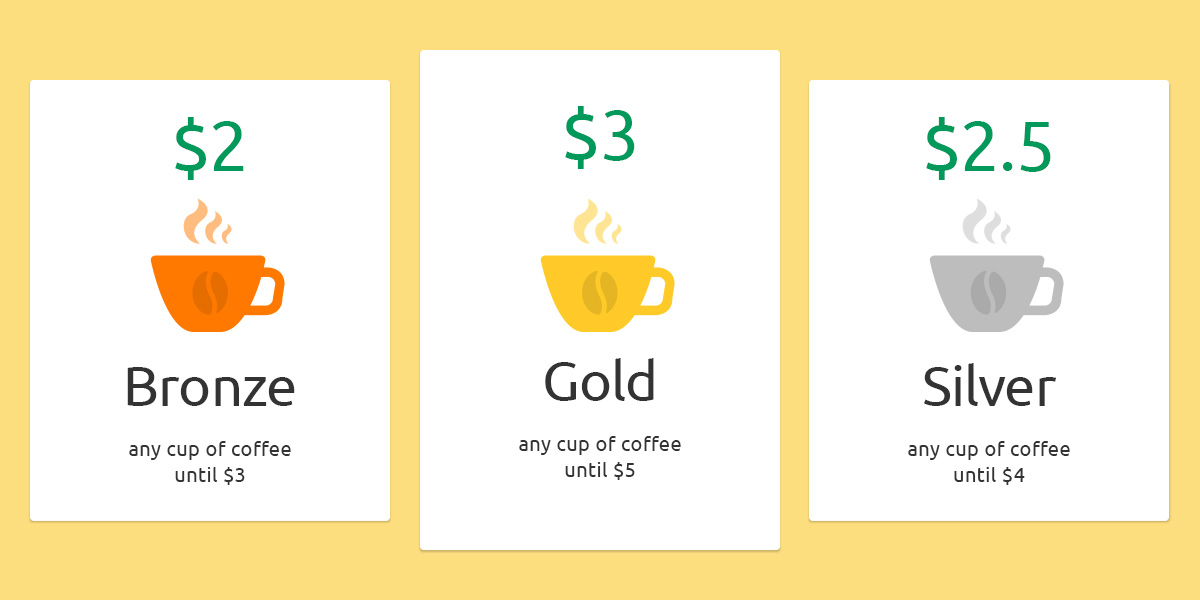 $2
Bronze
any cup of coffee
until $3
$3
Gold
any cup of coffee
until $5
$2.5
Silver
any cup of coffee
until $4